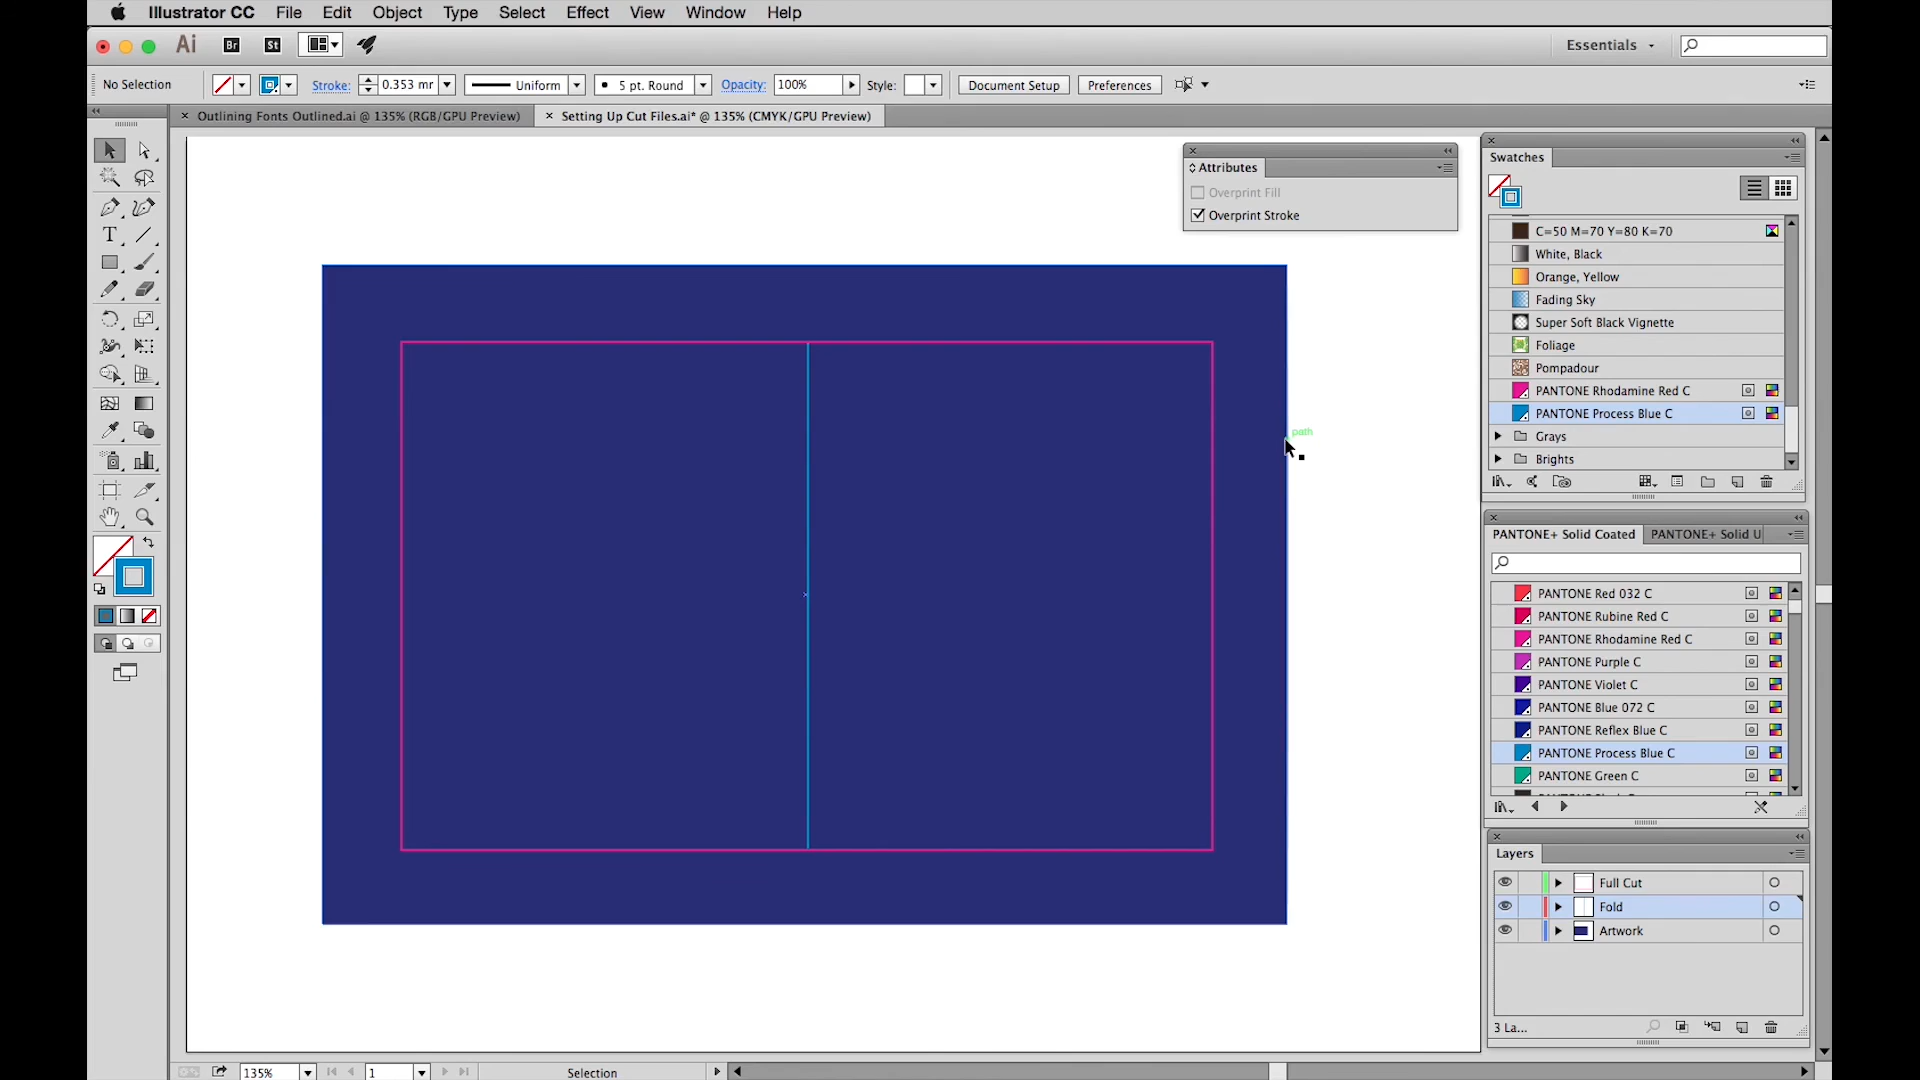 Illustrator CC File Edit Object Type Select Effect View Window Help
Ai Br St Essentials
No Selection Stroke: 0.353 mr Uniform 5 pt. Round Opacity: 100% Style: Document Setup Preferences
Outlining Fonts Outlined.ai @ 135% (RGB/GPU Preview) Setting Up Cut Files.ai* @ 135% (CMYK/GPU Preview)
Attributes
Overprint Fill
Overprint Stroke
path
Swatches
C=50 M=70 Y=80 K=70
White, Black
Orange, Yellow
Fading Sky
Super Soft Black Vignette
Foliage
Pompadour
PANTONE Rhodamine Red C
PANTONE Process Blue C
Grays
Brights
PANTONE+ Solid Coated PANTONE+ Solid U
PANTONE Red 032 C
PANTONE Rubine Red C
PANTONE Rhodamine Red C
PANTONE Purple C
PANTONE Violet C
PANTONE Blue 072 C
PANTONE Reflex Blue C
PANTONE Process Blue C
PANTONE Green C
Layers
Full Cut
Fold
Artwork
3 La...
135% 1 Selection